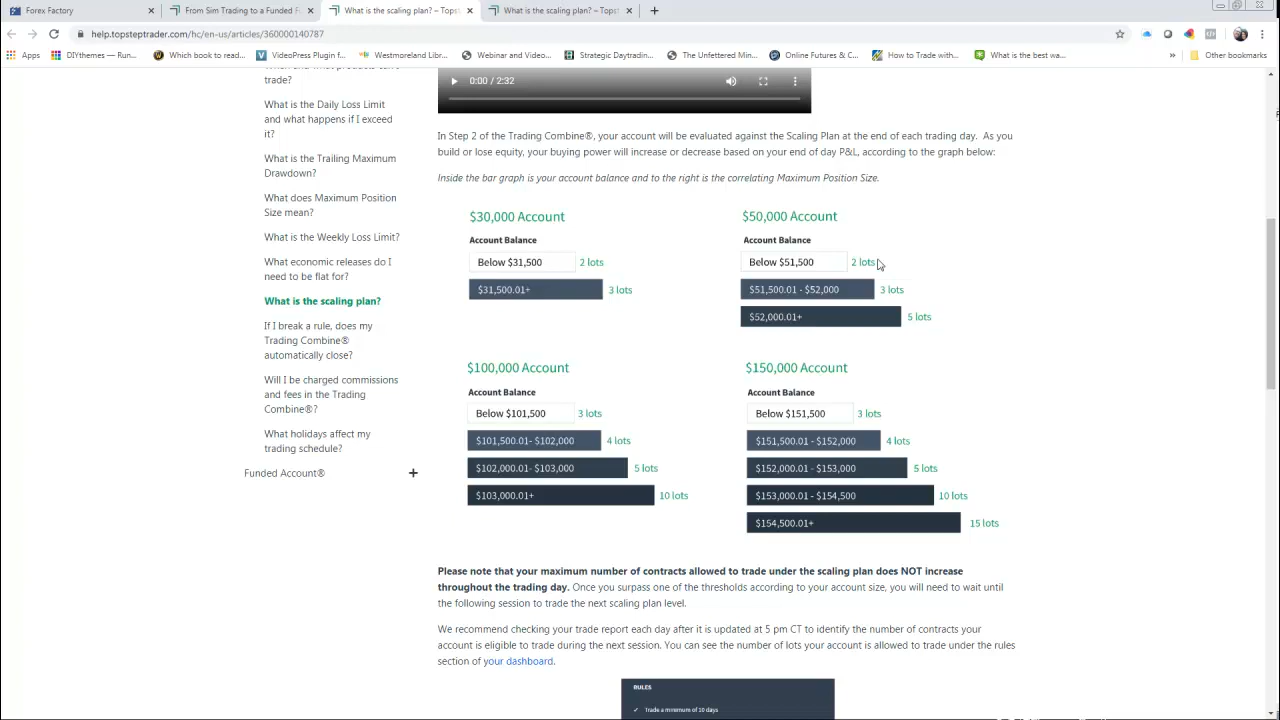 Forex Factory
From Sim Trading to a Funded F
What is the scaling plan? – Topst
What is the scaling plan? – Topst
help.topsteptrader.com/hc/en-us/articles/360000140787
Apps
DIYthemes — Run...
Which book to read...
VideoPress Plugin f...
Westmoreland Libr...
Webinar and Video...
Strategic Daytradin...
The Unfettered Min...
Online Futures & C...
How to Trade with...
What is the best wa...
»
Other bookmarks
trade?
What is the Daily Loss Limit
and what happens if I exceed
it?
What is the Trailing Maximum
Drawdown?
What does Maximum Position
Size mean?
What is the Weekly Loss Limit?
What economic releases do I
need to be flat for?
What is the scaling plan?
If I break a rule, does my
Trading Combine®
automatically close?
Will I be charged commissions
and fees in the Trading
Combine®?
What holidays affect my
trading schedule?
Funded Account®
+
0:00 / 2:32
In Step 2 of the Trading Combine®, your account will be evaluated against the Scaling Plan at the end of each trading day. As you
build or lose equity, your buying power will increase or decrease based on your end of day P&L, according to the graph below:
Inside the bar graph is your account balance and to the right is the correlating Maximum Position Size.
$30,000 Account
Account Balance
Below $31,500 2 lots
$31,500.01+ 3 lots
$50,000 Account
Account Balance
Below $51,500 2 lots
$51,500.01 - $52,000 3 lots
$52,000.01+ 5 lots
$100,000 Account
Account Balance
Below $101,500 3 lots
$101,500.01- $102,000 4 lots
$102,000.01- $103,000 5 lots
$103,000.01+ 10 lots
$150,000 Account
Account Balance
Below $151,500 3 lots
$151,500.01 - $152,000 4 lots
$152,000.01 - $153,000 5 lots
$153,000.01 - $154,500 10 lots
$154,500.01+ 15 lots
Please note that your maximum number of contracts allowed to trade under the scaling plan does NOT increase
throughout the trading day. Once you surpass one of the thresholds according to your account size, you will need to wait until
the following session to trade the next scaling plan level.
We recommend checking your trade report each day after it is updated at 5 pm CT to identify the number of contracts your
account is eligible to trade during the next session. You can see the number of lots your account is allowed to trade under the rules
section of your dashboard.
RULES
✓ Trade a minimum of 10 days